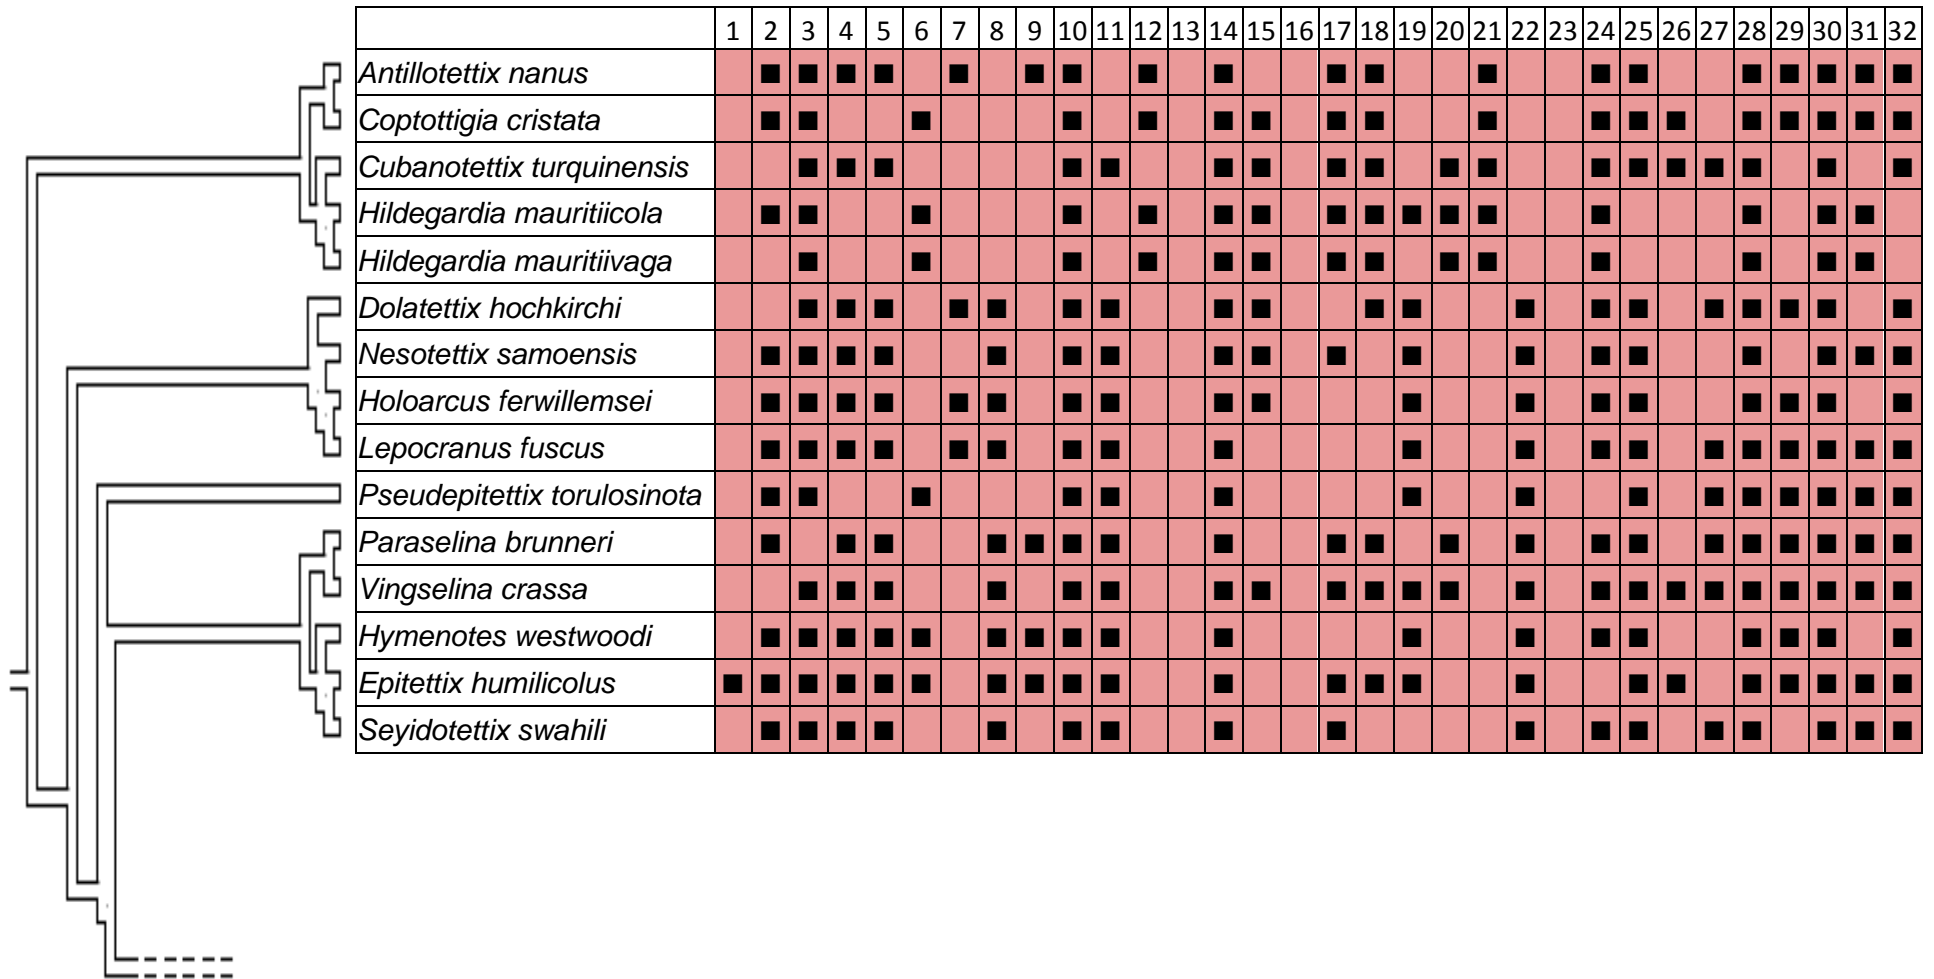 1 2 3 4 5 6 7 8 9 10 11 12 13 14 15 16 17 18 19 20 21 22 23 24 25 26 27 28 29 30 31 32
Antillotettix nanus
Coptottigia cristata
Cubanotettix turquinensis
Hildegardia mauritiicola
Hildegardia mauritiivaga
Dolatettix hochkirchi
Nesotettix samoensis
Holoarcus ferwillemsei
Lepocranus fuscus
Pseudepitettix torulosinota
Paraselina brunneri
Vingselina crassa
Hymenotes westwoodi
Epitettix humilicolus
Seyidotettix swahili